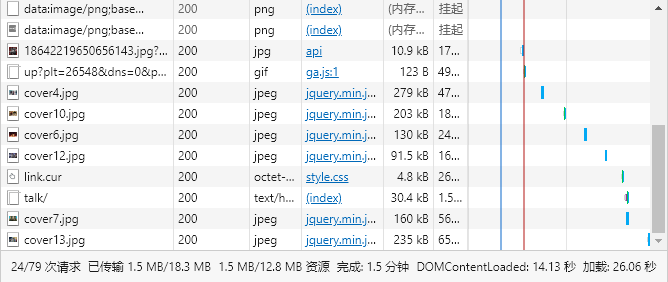 data:image/png;base... 200 png (index) (内存... 挂起
data:image/png;base... 200 png (index) (内存... 挂起
18642219650656143.jpg?... 200 jpg api 10.9 kB 17...
up?plt=26548&dns=0&p... 200 gif ga.js:1 123 B 49...
cover4.jpg 200 jpeg jquery.min.j... 279 kB 47...
cover10.jpg 200 jpeg jquery.min.j... 203 kB 18...
cover6.jpg 200 jpeg jquery.min.j... 130 kB 24...
cover12.jpg 200 jpeg jquery.min.j... 91.5 kB 16...
link.cur 200 octet-... style.css 4.8 kB 26...
talk/ 200 text/h... (index) 30.4 kB 1.5...
cover7.jpg 200 jpeg jquery.min.j... 160 kB 56...
cover13.jpg 200 jpeg jquery.min.j... 235 kB 65...
24/79 次请求 已传输 1.5 MB/18.3 MB 1.5 MB/12.8 MB 资源 完成: 1.5 分钟 DOMContentLoaded: 14.13 秒 加载: 26.06 秒